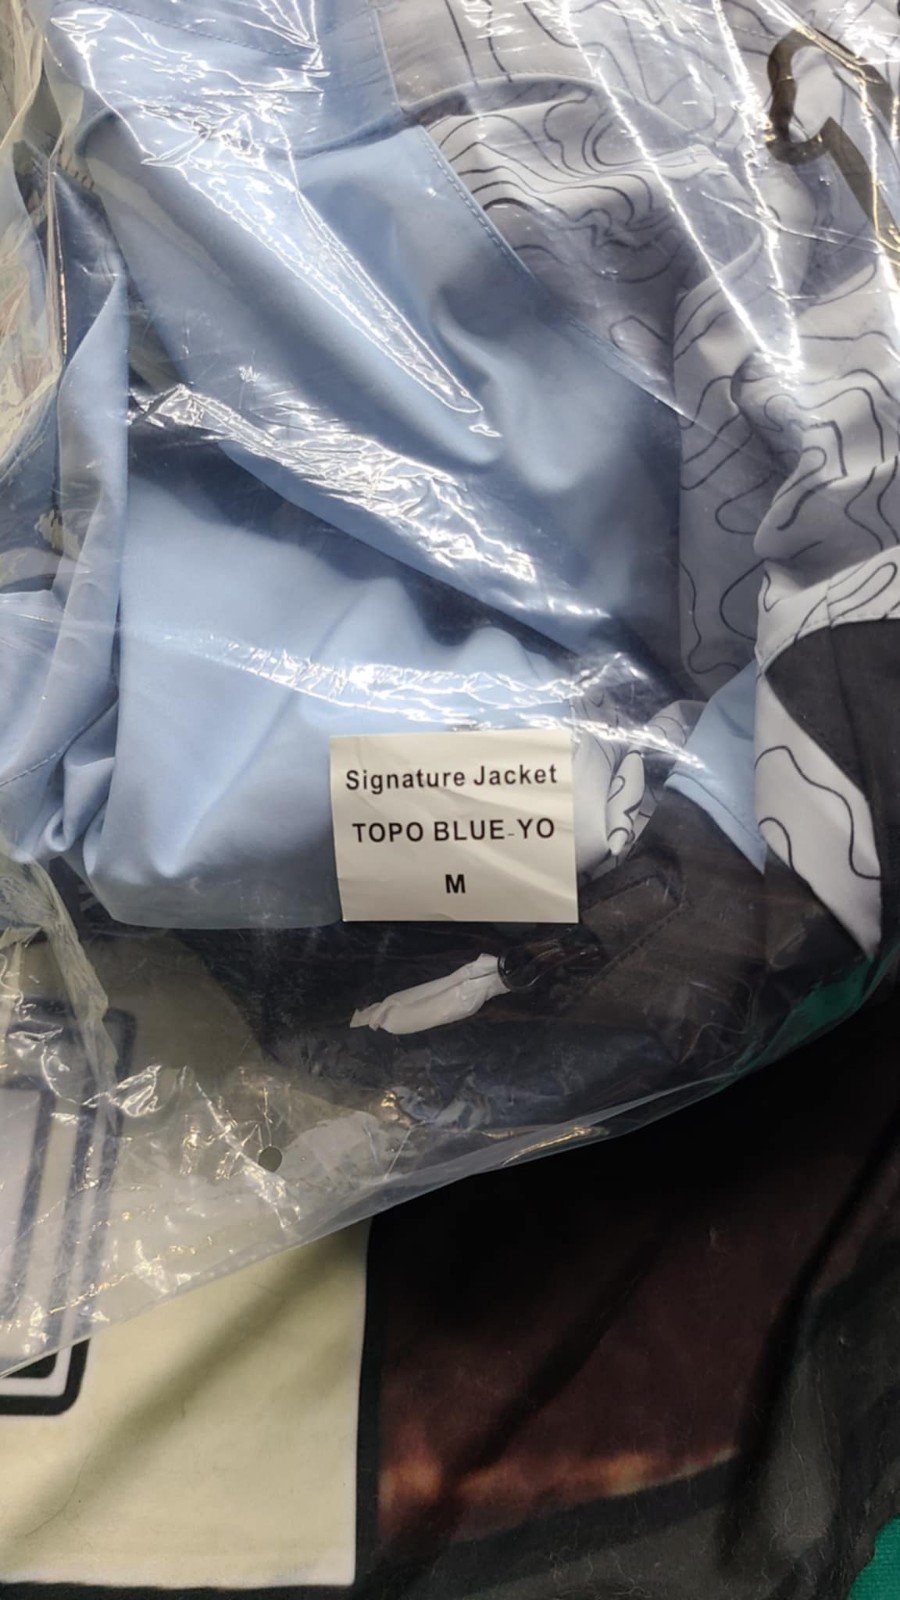 Signature Jacket
TOPO BLUE-YO
M